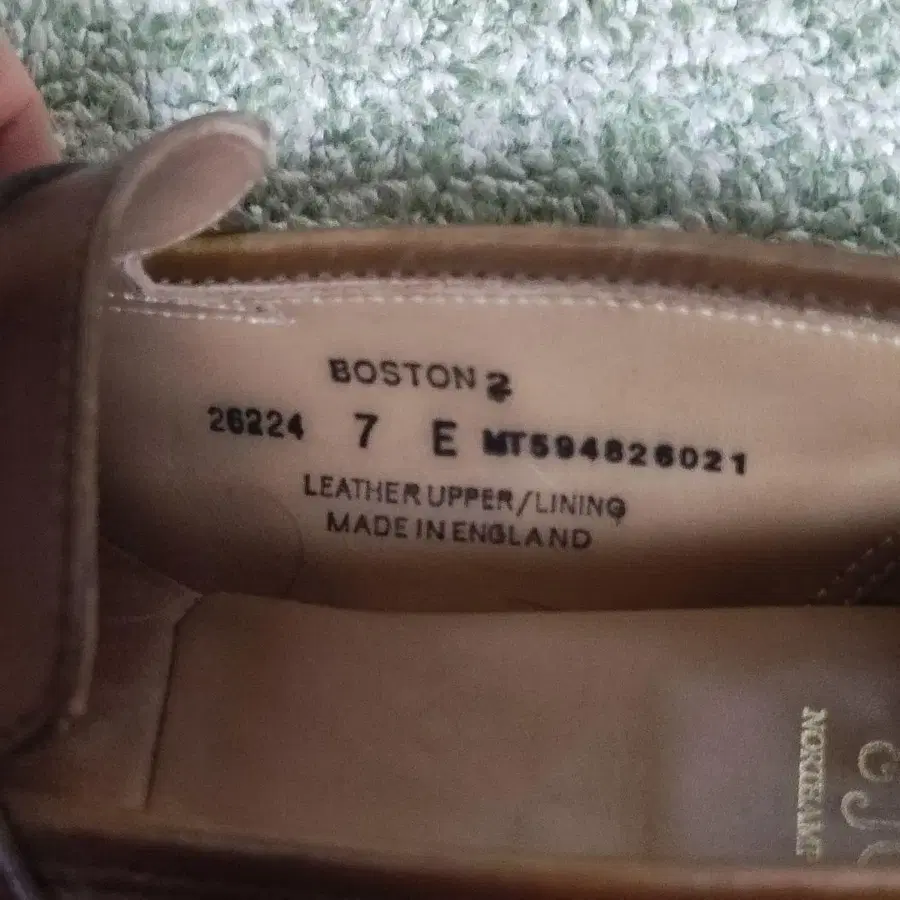 BOSTON 2
26224 7 E MT594826021
LEATHER UPPER/LINING
MADE IN ENGLAND